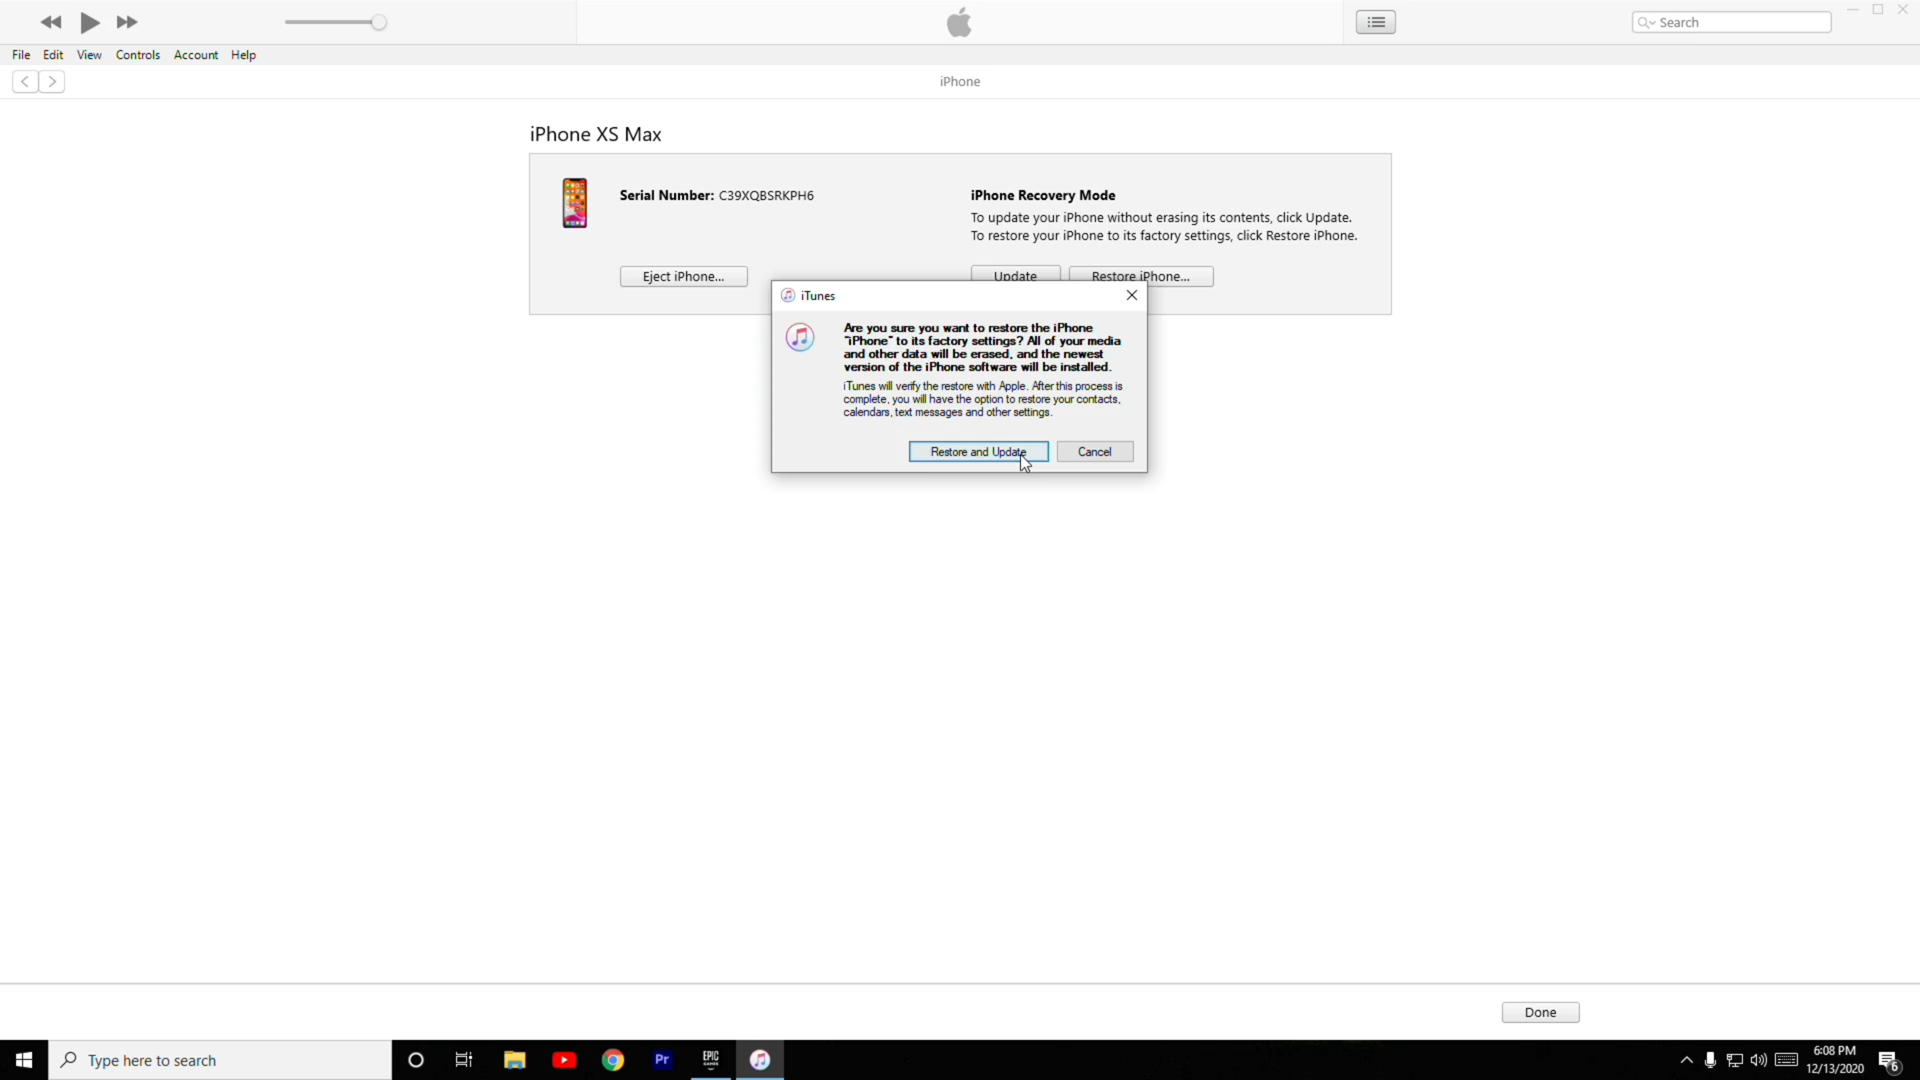 Search
File Edit View Controls Account Help
iPhone
iPhone XS Max
Serial Number: C39XQBSRKPH6
iPhone Recovery Mode
To update your iPhone without erasing its contents, click Update.
To restore your iPhone to its factory settings, click Restore iPhone.
Eject iPhone...
Update
Restore iPhone...
iTunes
Are you sure you want to restore the iPhone
"iPhone" to its factory settings? All of your media
and other data will be erased, and the newest
version of the iPhone software will be installed.
iTunes will verify the restore with Apple. After this process is
complete, you will have the option to restore your contacts,
calendars, text messages and other settings.
Restore and Update
Cancel
Done
Type here to search
Pr
EPIC
GAMES
6:08 PM
12/13/2020
6